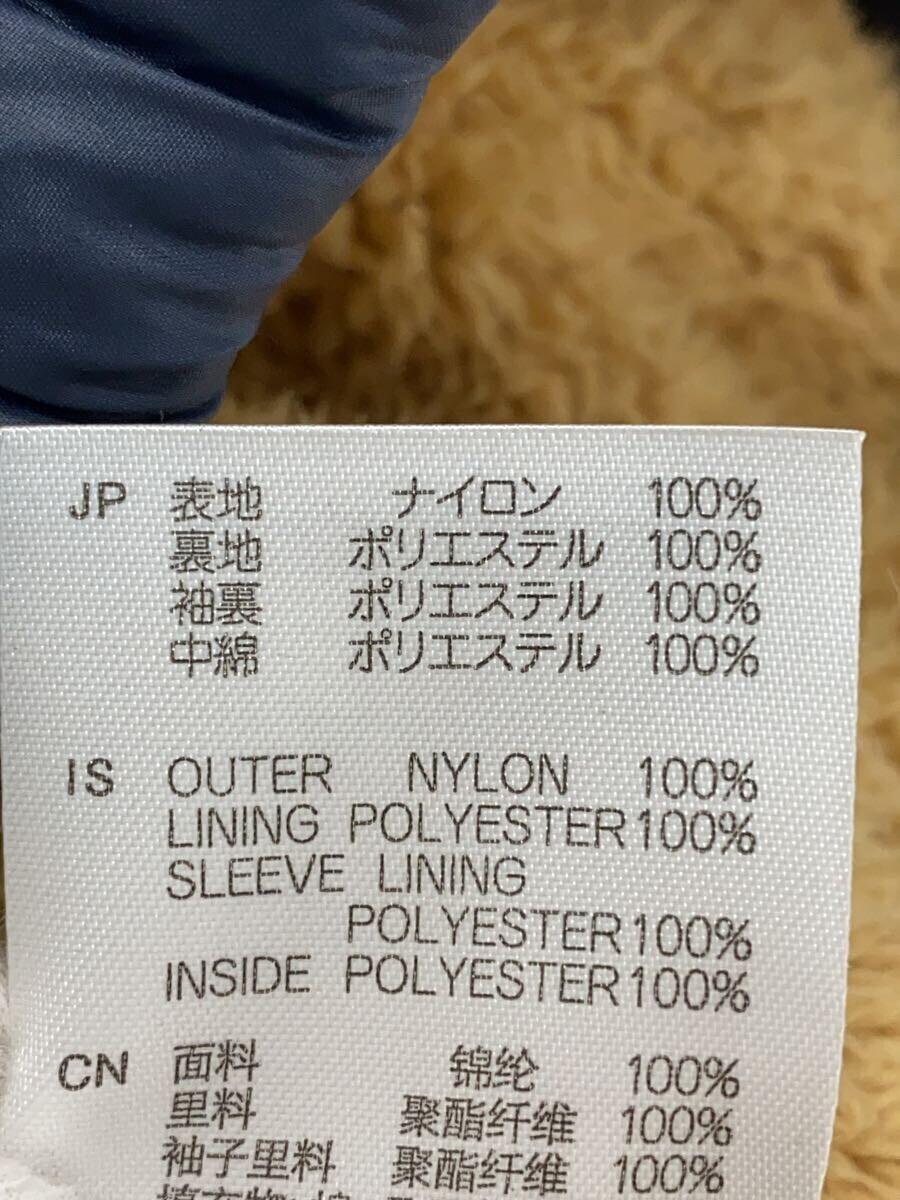 JP 表地 ナイロン 100%
裏地 ポリエステル 100%
袖裏 ポリエステル 100%
中綿 ポリエステル 100%
IS OUTER NYLON 100%
LINING POLYESTER 100%
SLEEVE LINING
POLYESTER 100%
INSIDE POLYESTER 100%
CN 面料 锦纶 100%
里料 聚酯纤维 100%
袖子里料 聚酯纤维 100%